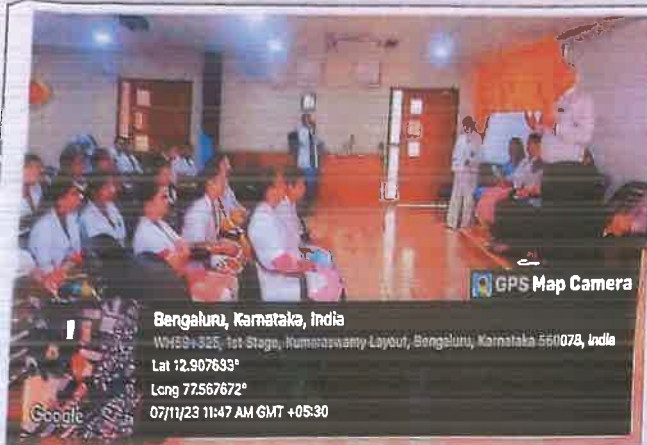 GPS Map Camera
Bengaluru, Karnataka, India
WH59+325, 1st Stage, Kumaraswamy Layout, Bengaluru, Karnataka 560078, India
Lat 12.907633°
Long 77.567672°
07/11/23 11:47 AM GMT +05:30
Google